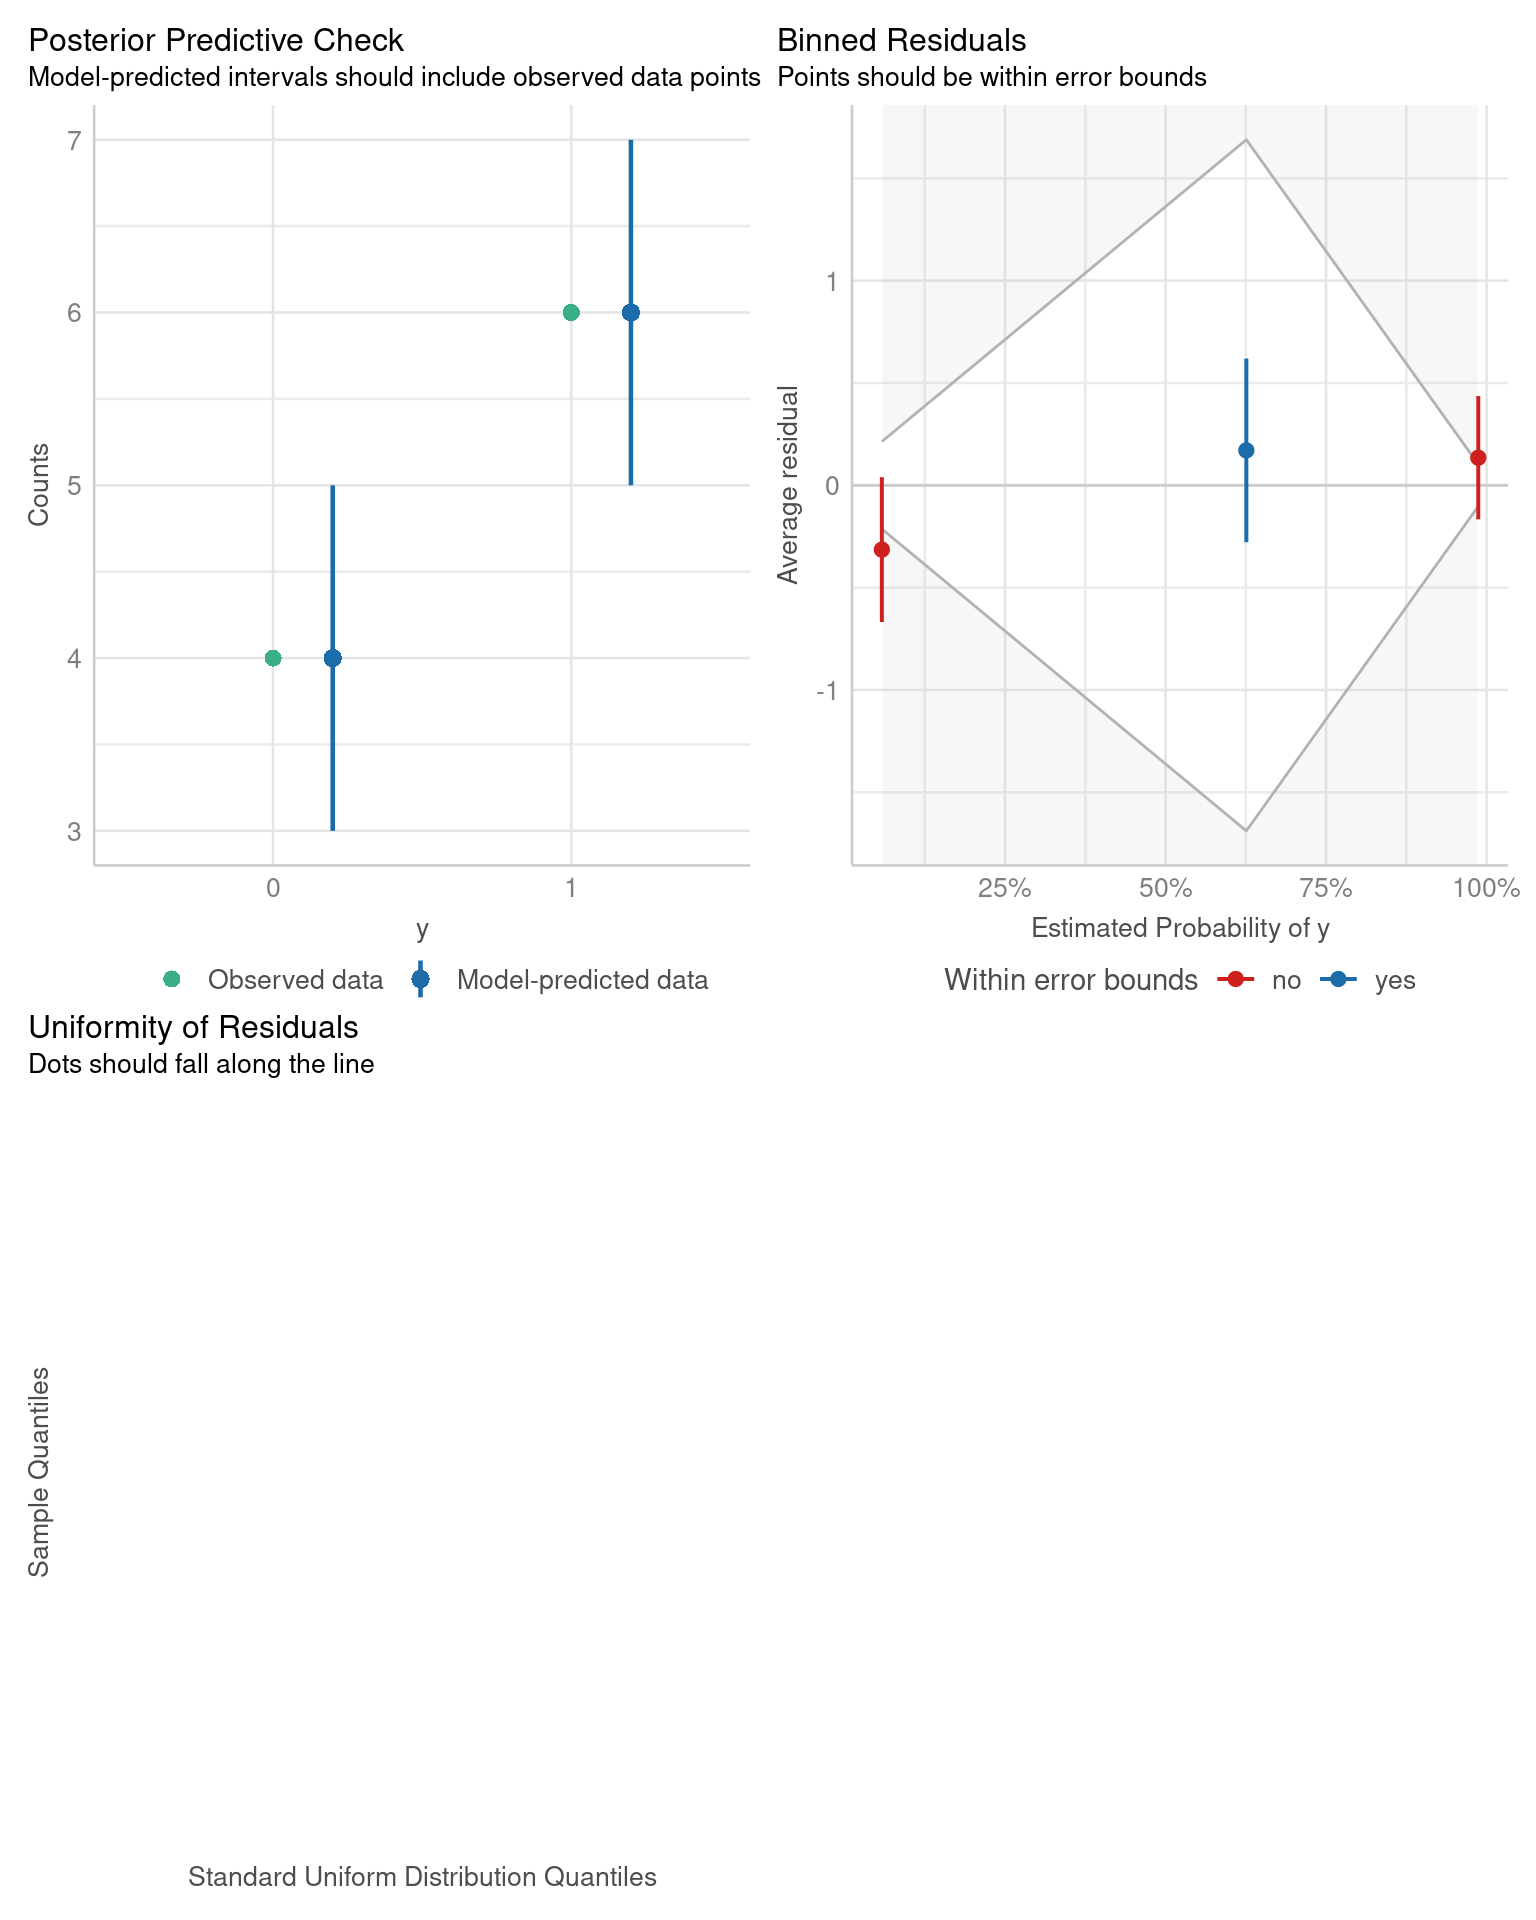 Posterior Predictive Check
Model-predicted intervals should include observed data points
7
6
5
4
3
Counts
0 1
y
Observed data Model-predicted data
Binned Residuals
Points should be within error bounds
1
0
-1
Average residual
25% 50% 75% 100%
Estimated Probability of y
Within error bounds no yes
Uniformity of Residuals
Dots should fall along the line
Sample Quantiles
Standard Uniform Distribution Quantiles